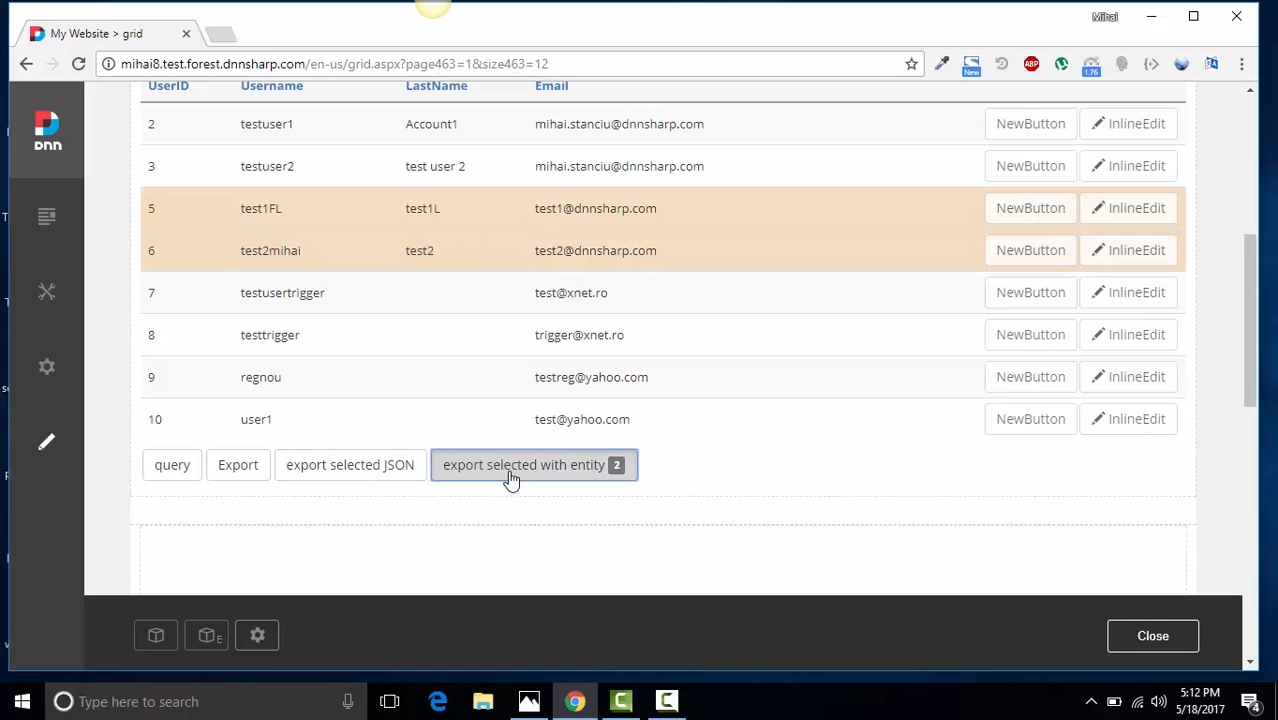 Mihai
My Website > grid
mihai8.test.forest.dnnsharp.com/en-us/grid.aspx?page463=1&size463=12
New
ABP
1.76
dnn
UserID Username LastName Email
2 testuser1 Account1 mihai.stanciu@dnnsharp.com NewButton InlineEdit
3 testuser2 test user 2 mihai.stanciu@dnnsharp.com NewButton InlineEdit
5 test1FL test1L test1@dnnsharp.com NewButton InlineEdit
6 test2mihai test2 test2@dnnsharp.com NewButton InlineEdit
7 testusertrigger test@xnet.ro NewButton InlineEdit
8 testtrigger trigger@xnet.ro NewButton InlineEdit
9 regnou testreg@yahoo.com NewButton InlineEdit
10 user1 test@yahoo.com NewButton InlineEdit
query Export export selected JSON export selected with entity 2
E
Close
Type here to search
5:12 PM
5/18/2017
4